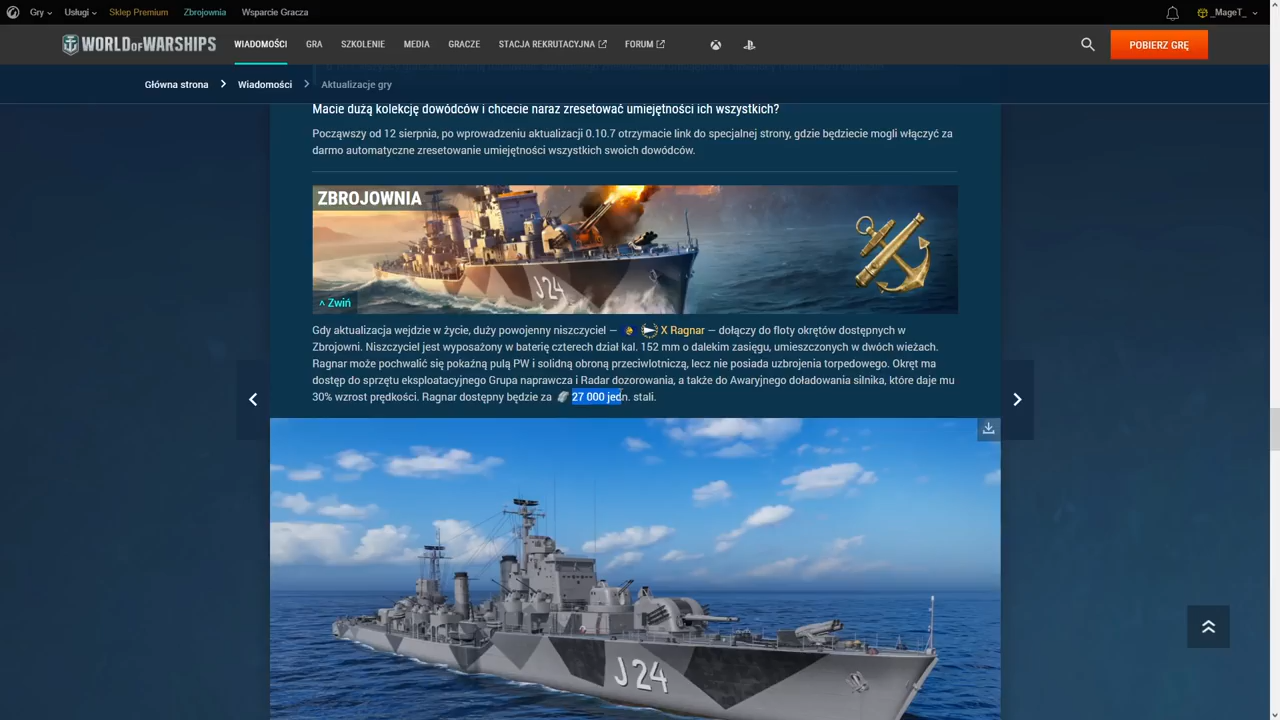 Gry
Usługi
Sklep Premium
Zbrojownia
Wsparcie Gracza
_MageT_
WORLD OF WARSHIPS
WIADOMOŚCI
GRA
SZKOLENIE
MEDIA
GRACZE
STACJA REKRUTACYJNA
FORUM
POBIERZ GRĘ
Główna strona
Wiadomości
Aktualizacje gry
Macie dużą kolekcję dowódców i chcecie naraz zresetować umiejętności ich wszystkich?
Począwszy od 12 sierpnia, po wprowadzeniu aktualizacji 0.10.7 otrzymacie link do specjalnej strony, gdzie będziecie mogli włączyć za
darmo automatyczne zresetowanie umiejętności wszystkich swoich dowódców.
ZBROJOWNIA
J24
^ Zwiń
Gdy aktualizacja wejdzie w życie, duży powojenny niszczyciel — X Ragnar — dołączy do floty okrętów dostępnych w
Zbrojowni. Niszczyciel jest wyposażony w baterię czterech dział kal. 152 mm o dalekim zasięgu, umieszczonych w dwóch wieżach.
Ragnar może pochwalić się pokaźną pulą PW i solidną obroną przeciwlotniczą, lecz nie posiada uzbrojenia torpedowego. Okręt ma
dostęp do sprzętu eksploatacyjnego Grupa naprawcza i Radar dozorowania, a także do Awaryjnego doładowania silnika, które daje mu
30% wzrost prędkości. Ragnar dostępny będzie za 27 000 jedn. stali.
J24